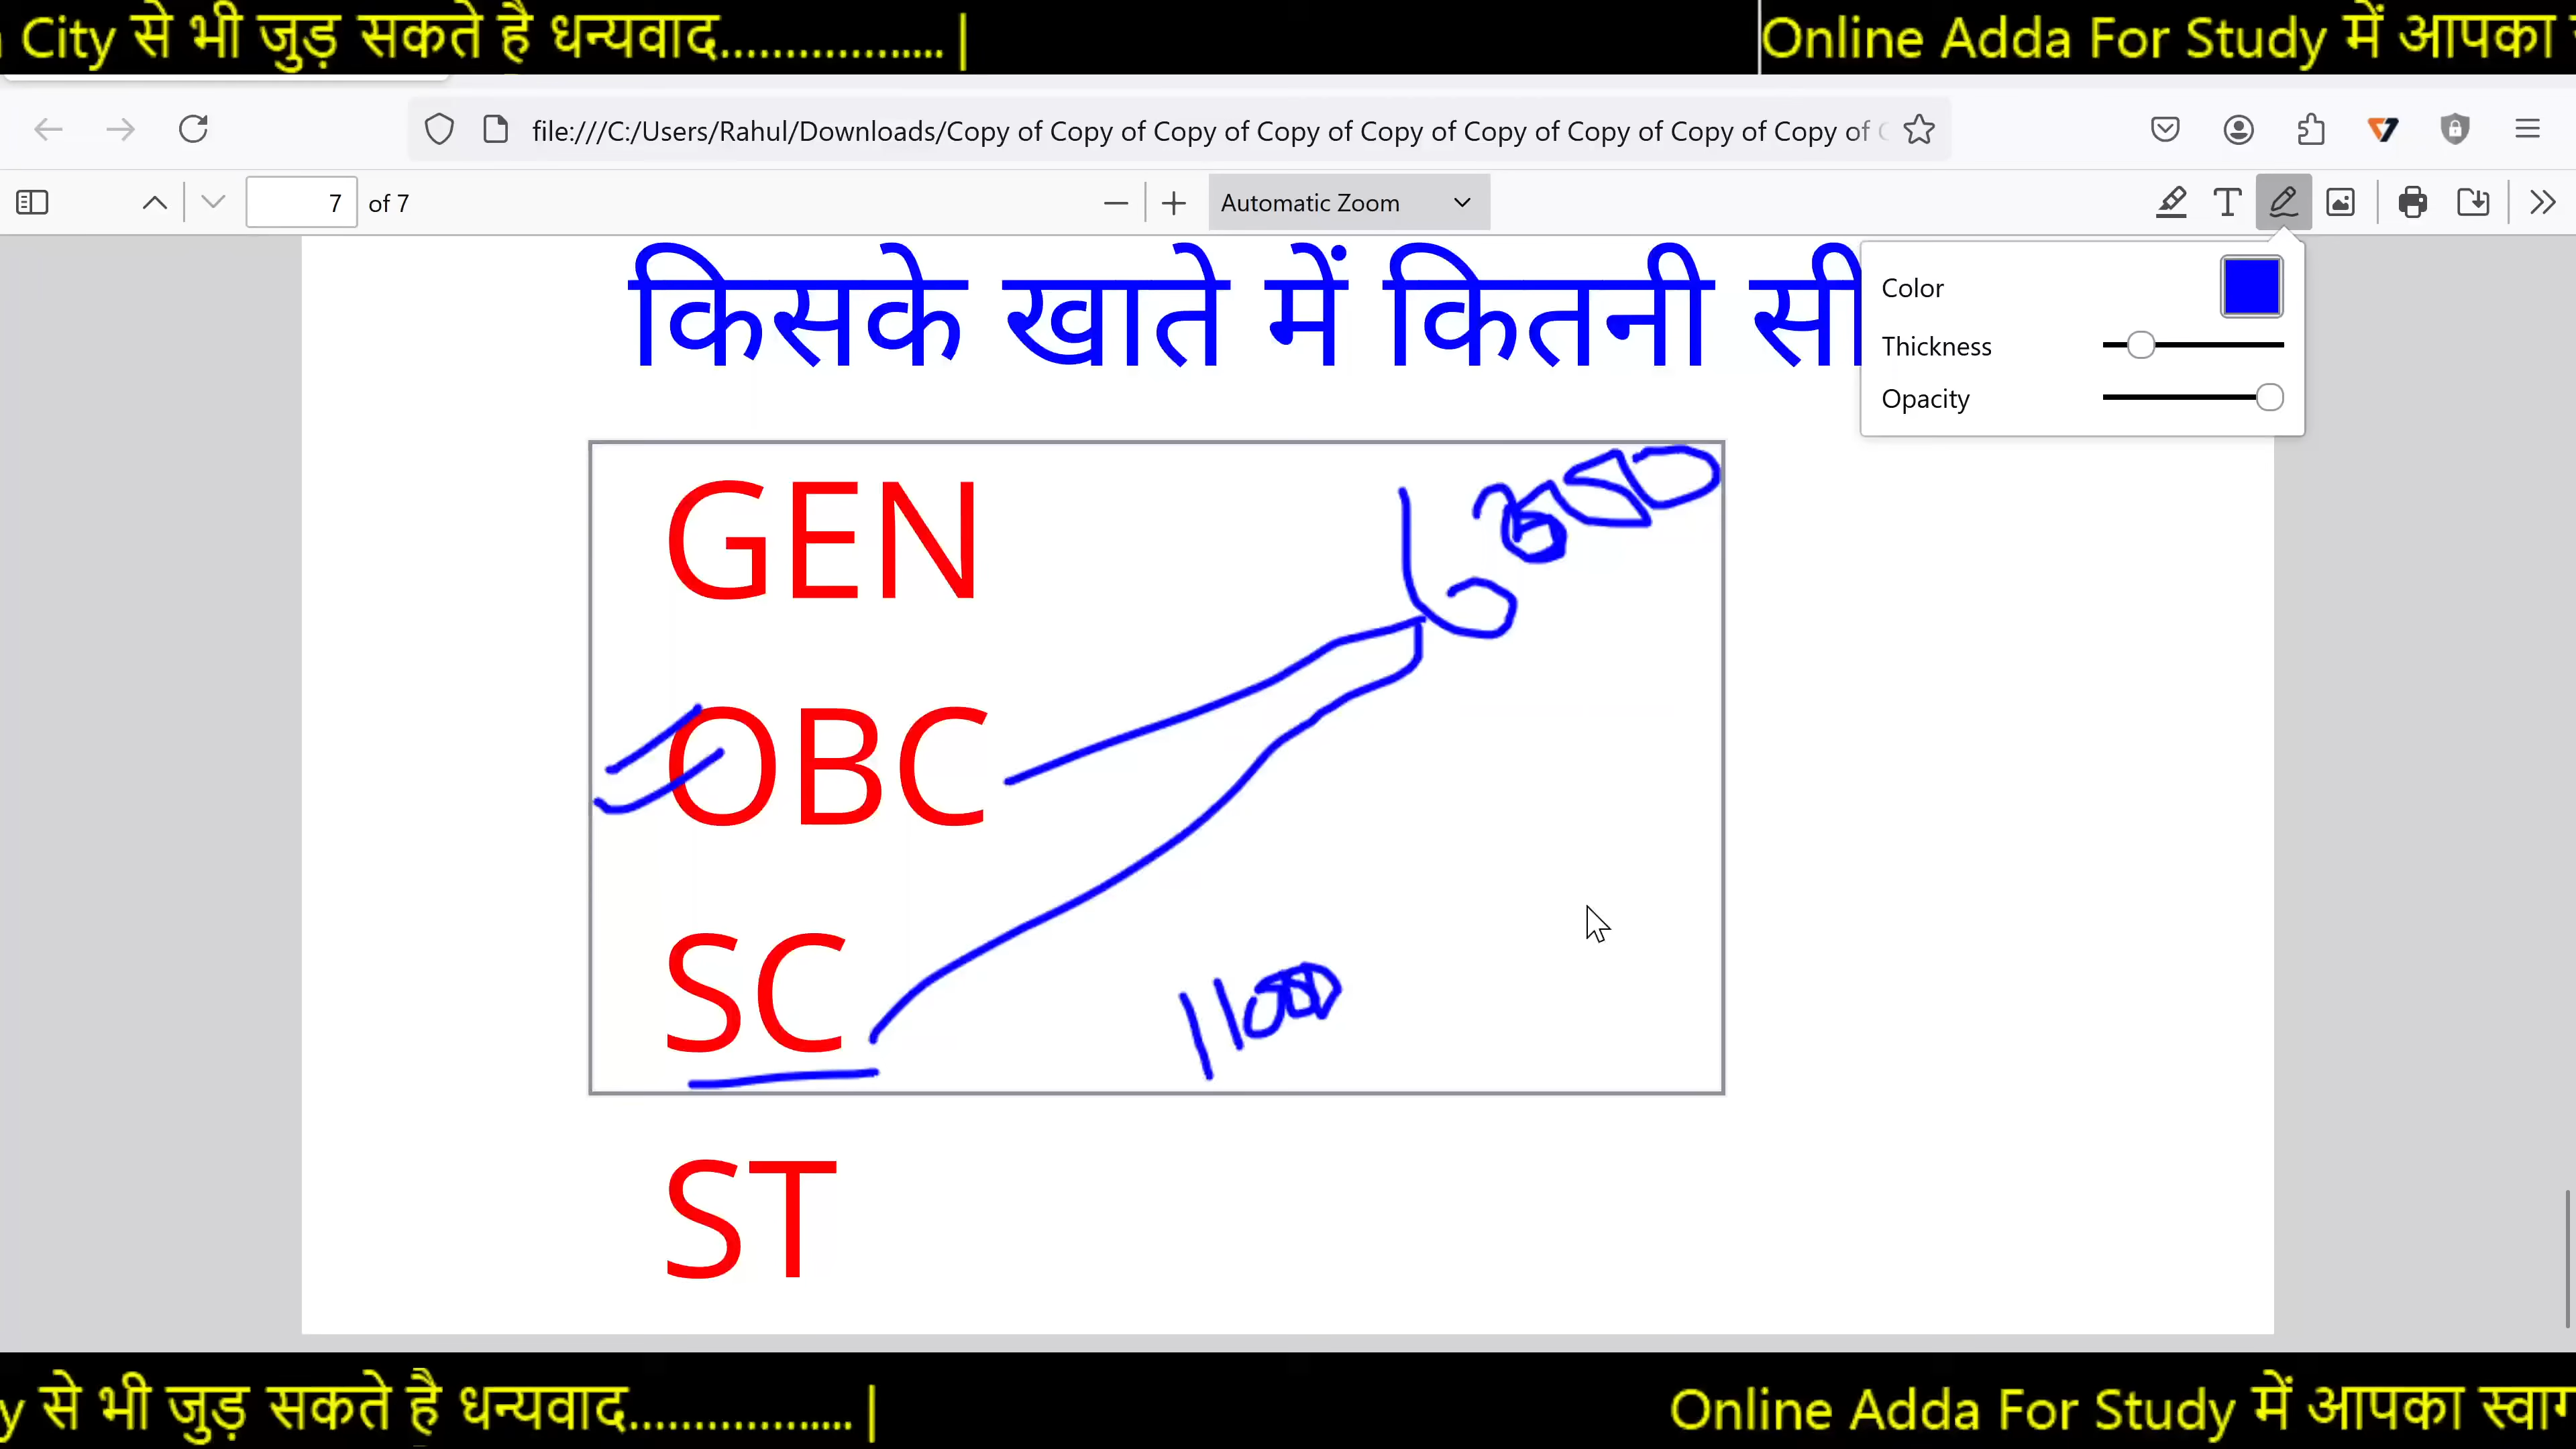 City से भी जुड़ सकते है धन्यवाद.................. |
Online Adda For Study में आपका
file:///C:/Users/Rahul/Downloads/Copy of Copy of Copy of Copy of Copy of Copy of Copy of Copy of Copy of
7 of 7
Automatic Zoom
Color
Thickness
Opacity
किसके खाते में कितनी सी
GEN
OBC
SC
11000
ST
से भी जुड़ सकते है धन्यवाद.................. |
Online Adda For Study में आपका